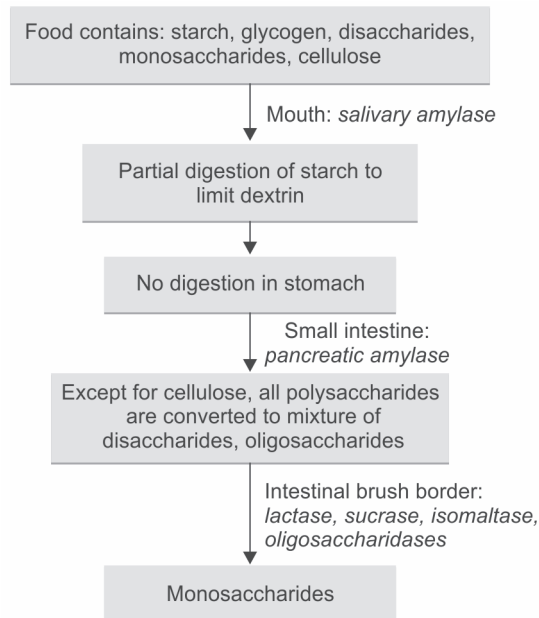 Food contains: starch, glycogen, disaccharides,
monosaccharides, cellulose
Mouth: salivary amylase
Partial digestion of starch to
limit dextrin
No digestion in stomach
Small intestine:
pancreatic amylase
Except for cellulose, all polysaccharides
are converted to mixture of
disaccharides, oligosaccharides
Intestinal brush border:
lactase, sucrase, isomaltase,
oligosaccharidases
Monosaccharides